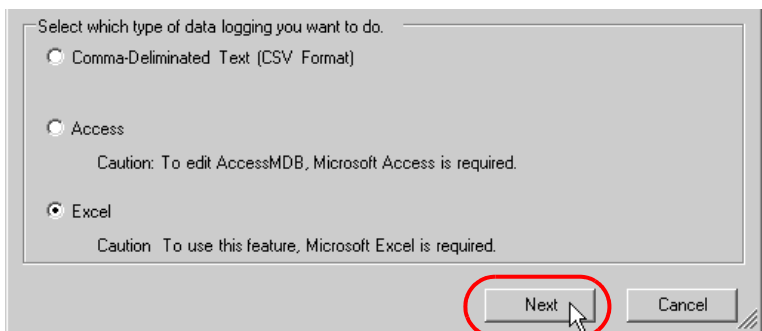 Select which type of data logging you want to do.
Comma-Deliminated Text (CSV Format)
Access
Caution: To edit AccessMDB, Microsoft Access is required.
Excel
Caution To use this feature, Microsoft Excel is required.
Next Cancel